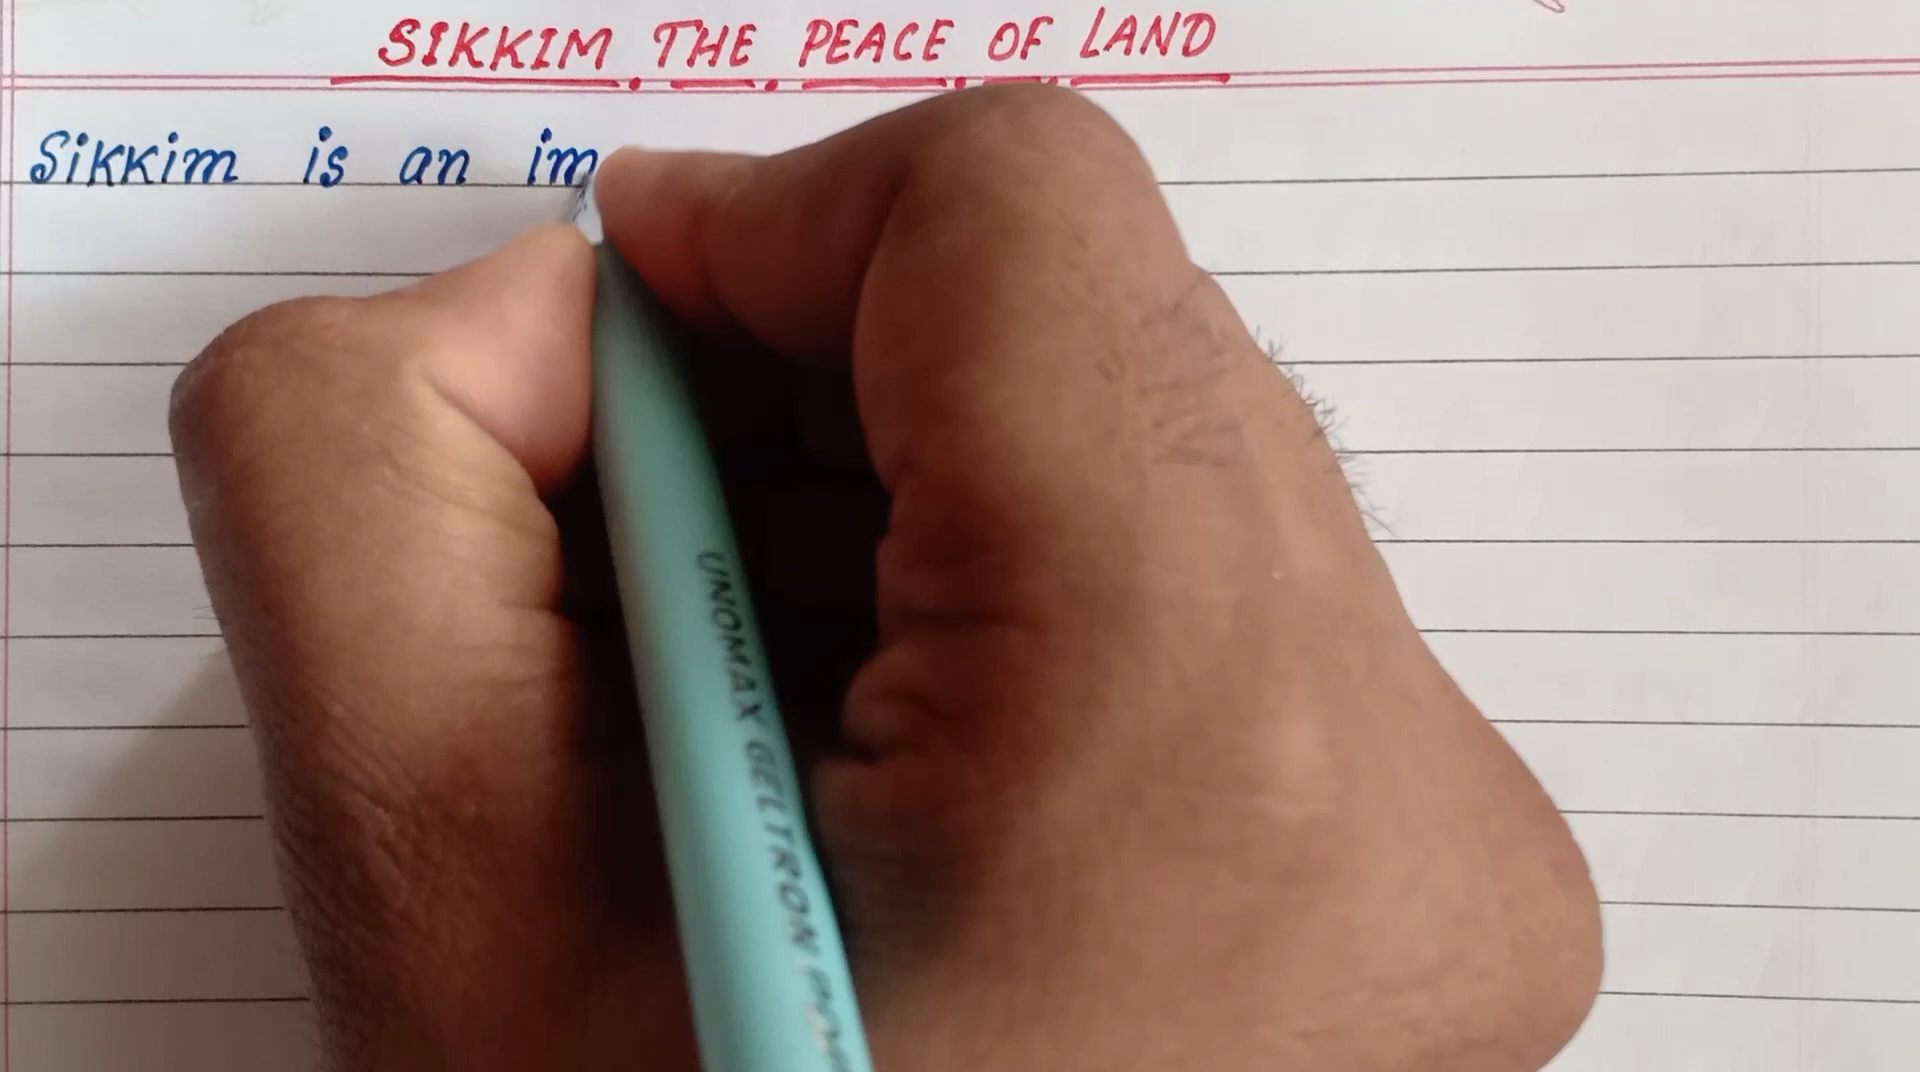 SIKKIM THE PEACE OF LAND
Sikkim is an im
UNOMAX GELTRON